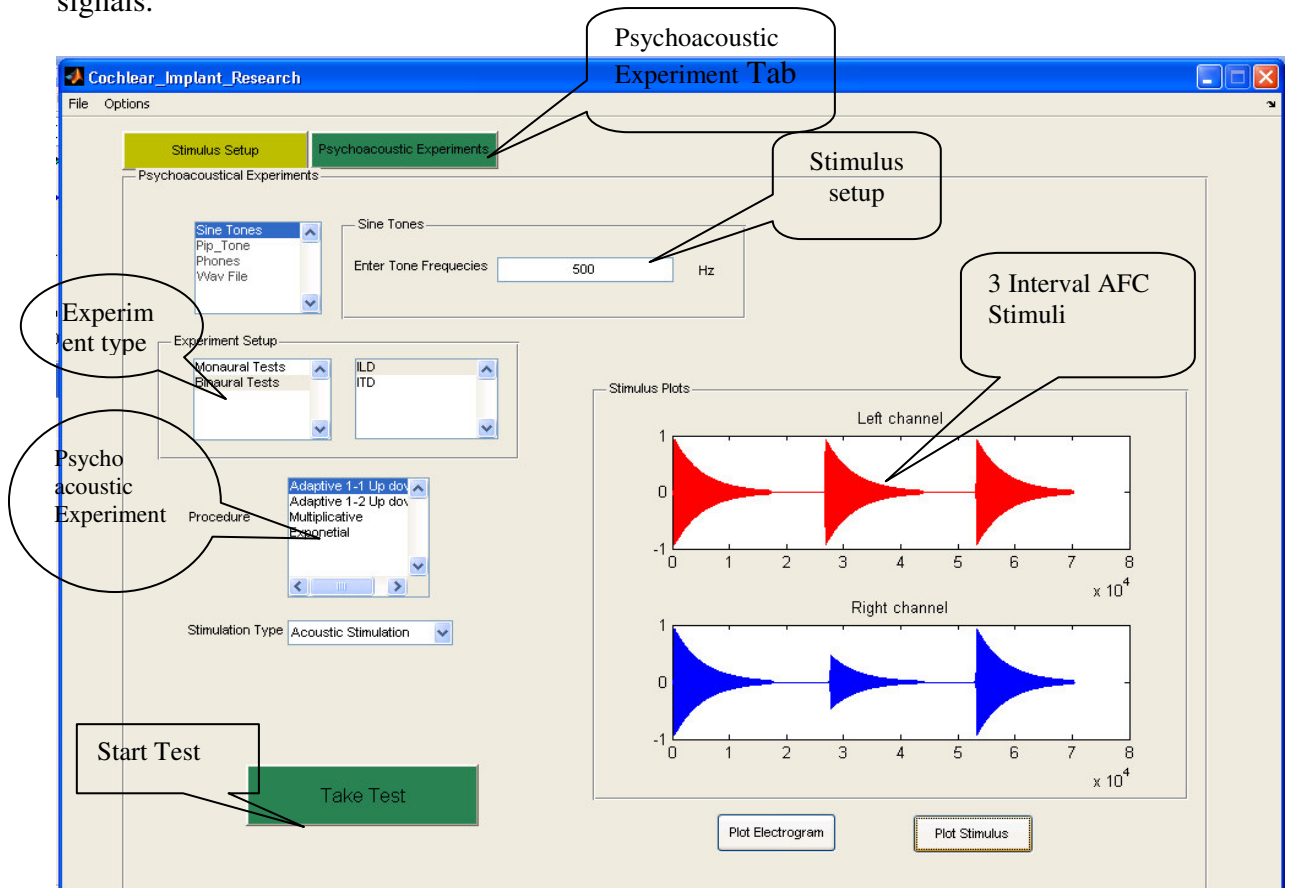 signals.
Psychoacoustic
Experiment Tab
Cochlear_Implant_Research
File Options
Stimulus Setup
Psychoacoustic Experiments
Stimulus
setup
Psychoacoustical Experiments
Sine Tones
Pip_Tone
Phones
Wav File
Sine Tones
Enter Tone Frequecies 500 Hz
3 Interval AFC
Stimuli
Experim
ent type
Experiment Setup
Monaural Tests
Binaural Tests
ILD
ITD
Psycho
acoustic
Experiment
Procedure
Adaptive 1-1 Up dov
Adaptive 1-2 Up dov
Multiplicative
Exponetial
Stimulation Type Acoustic Stimulation
Start Test
Take Test
Stimulus Plots
Left channel
1
0
-1
0 1 2 3 4 5 6 7 8
x 10^4
Right channel
1
0
-1
0 1 2 3 4 5 6 7 8
x 10^4
Plot Electrogram
Plot Stimulus